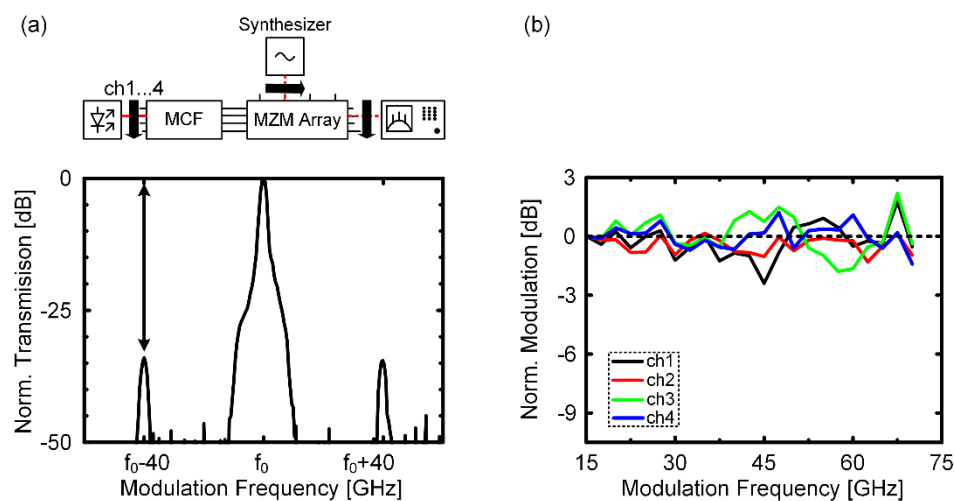 (a)
Synthesizer
ch1...4
MCF
MZM Array
Norm. Transmisison [dB]
0
-25
-50
f₀-40
f₀
f₀+40
Modulation Frequency [GHz]
(b)
Norm. Modulation [dB]
3
0
-3
-6
-9
ch1
ch2
ch3
ch4
15
30
45
60
75
Modulation Frequency [GHz]